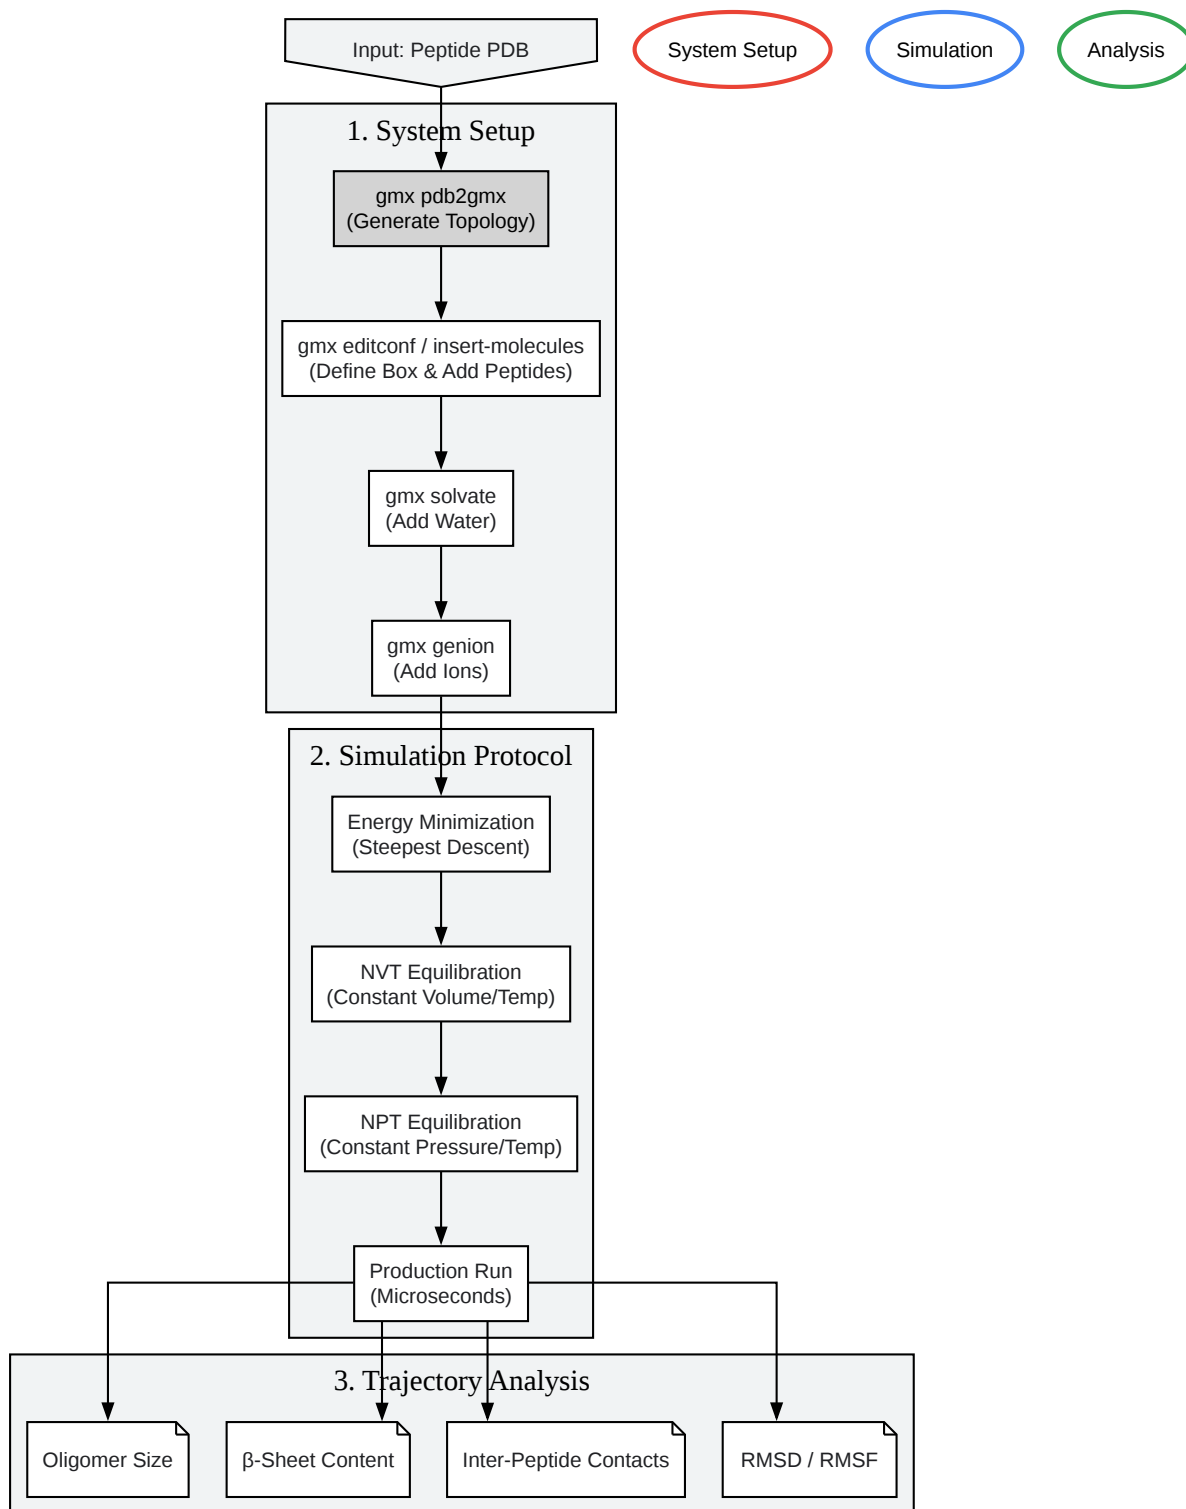 Input: Peptide PDB
System Setup
Simulation
Analysis
1. System Setup
gmx pdb2gmx
(Generate Topology)
gmx editconf / insert-molecules
(Define Box & Add Peptides)
gmx solvate
(Add Water)
gmx genion
(Add Ions)
2. Simulation Protocol
Energy Minimization
(Steepest Descent)
NVT Equilibration
(Constant Volume/Temp)
NPT Equilibration
(Constant Pressure/Temp)
Production Run
(Microseconds)
3. Trajectory Analysis
Oligomer Size
β-Sheet Content
Inter-Peptide Contacts
RMSD / RMSF